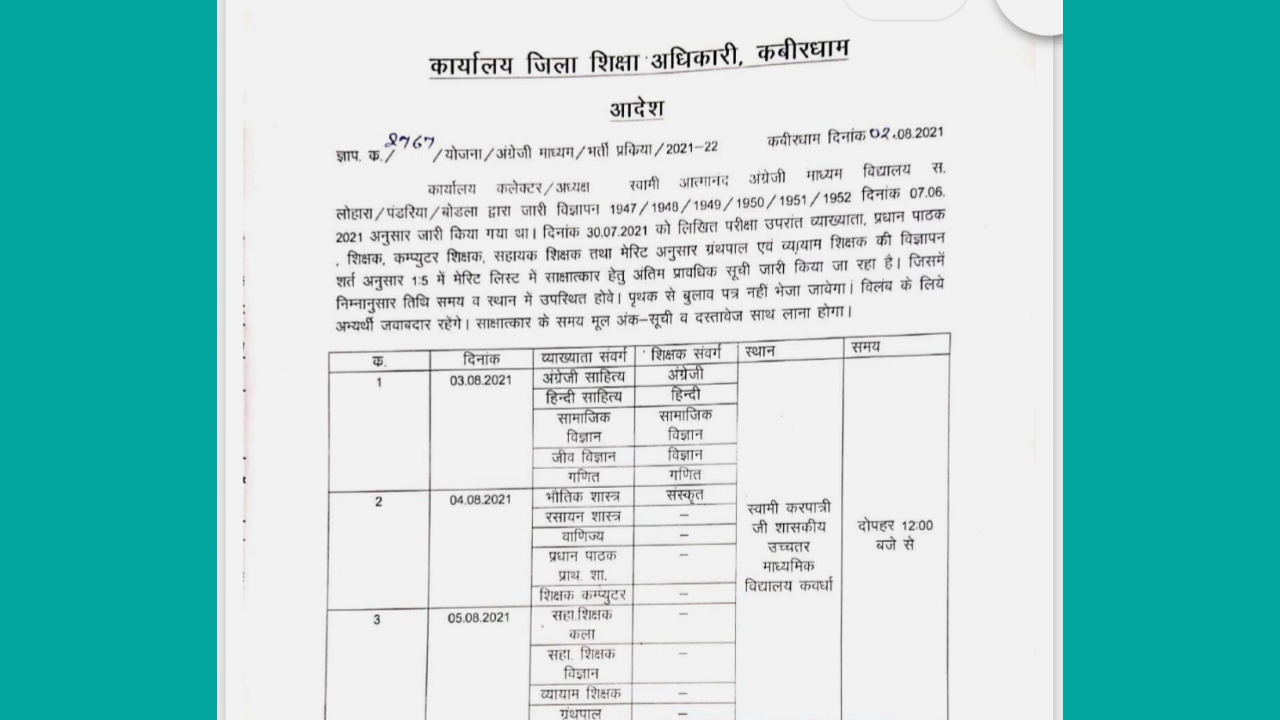 कार्यालय जिला शिक्षा अधिकारी, कबीरधाम
आदेश
ज्ञाप. क./ 2767 /योजना/अंग्रेजी माध्यम/भर्ती प्रकिया/2021-22 कबीरधाम दिनांक 02.08.2021
कार्यालय कलेक्टर/अध्यक्ष स्वामी आत्मानद अंग्रेजी माध्यम विद्यालय स.
लोहारा/पंडरिया/बोडला द्वारा जारी विज्ञापन 1947/1948/1949/1950/1951/1952 दिनांक 07.06.
2021 अनुसार जारी किया गया था। दिनांक 30.07.2021 को लिखित परीक्षा उपरांत व्याख्याता, प्रधान पाठक
, शिक्षक, कम्प्युटर शिक्षक, सहायक शिक्षक तथा मेरिट अनुसार ग्रंथपाल एवं व्यायाम शिक्षक की विज्ञापन
शर्त अनुसार 1:5 में मेरिट लिस्ट में साक्षात्कार हेतु अंतिम प्रावधिक सूची जारी किया जा रहा है। जिसमें
निम्नानुसार तिथि समय व स्थान में उपस्थित होवे। पृथक से बुलाव पत्र नहीं भेजा जावेगा। विलंब के लिये
अभ्यर्थी जवाबदार रहेगे। साक्षात्कार के समय मूल अंक-सूची व दस्तावेज साथ लाना होगा।
क. दिनांक व्याख्याता संवर्ग शिक्षक संवर्ग स्थान समय
1 03.08.2021 अंग्रेजी साहित्य अंग्रेजी
हिन्दी साहित्य हिन्दी
सामाजिक सामाजिक
विज्ञान विज्ञान
जीव विज्ञान विज्ञान
गणित गणित
2 04.08.2021 भौतिक शास्त्र संस्कृत
रसायन शास्त्र –
वाणिज्य –
प्रधान पाठक –
प्राथ. शा.
शिक्षक कम्प्युटर –
3 05.08.2021 सहा.शिक्षक –
कला
सहा. शिक्षक –
विज्ञान
व्यायाम शिक्षक –
ग्रंथपाल –
स्वामी करपात्री
जी शासकीय
उच्चतर
माध्यमिक
विद्यालय कवर्धा
दोपहर 12:00
बजे से